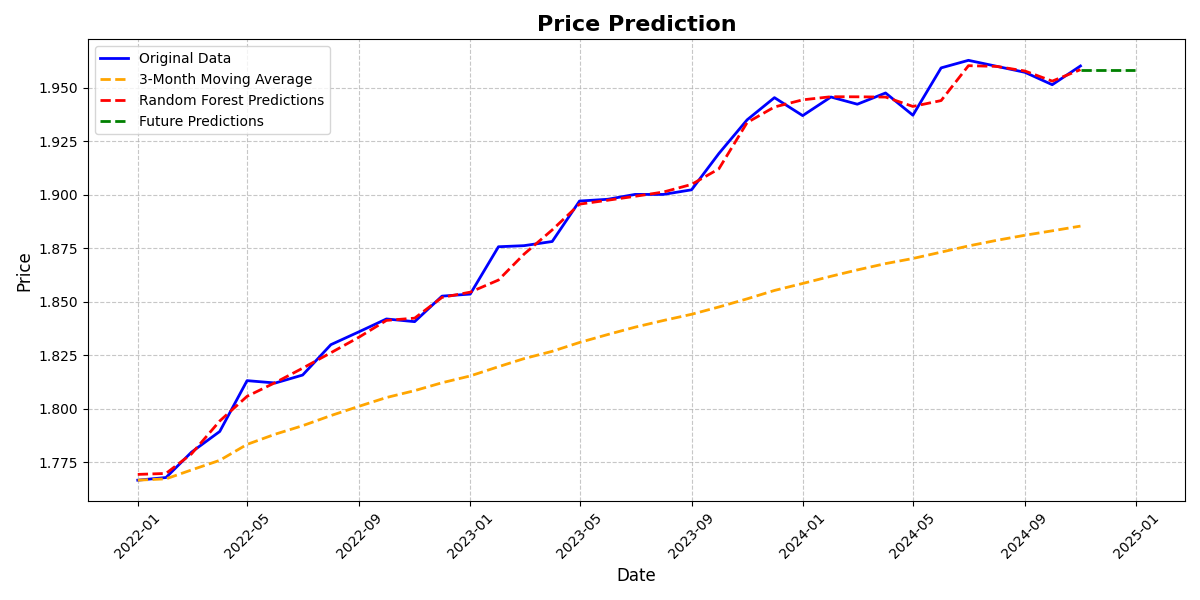 Price Prediction
Original Data
3-Month Moving Average
Random Forest Predictions
Future Predictions
Price
1.950
1.925
1.900
1.875
1.850
1.825
1.800
1.775
2022-01
2022-05
2022-09
2023-01
2023-05
2023-09
2024-01
2024-05
2024-09
2025-01
Date